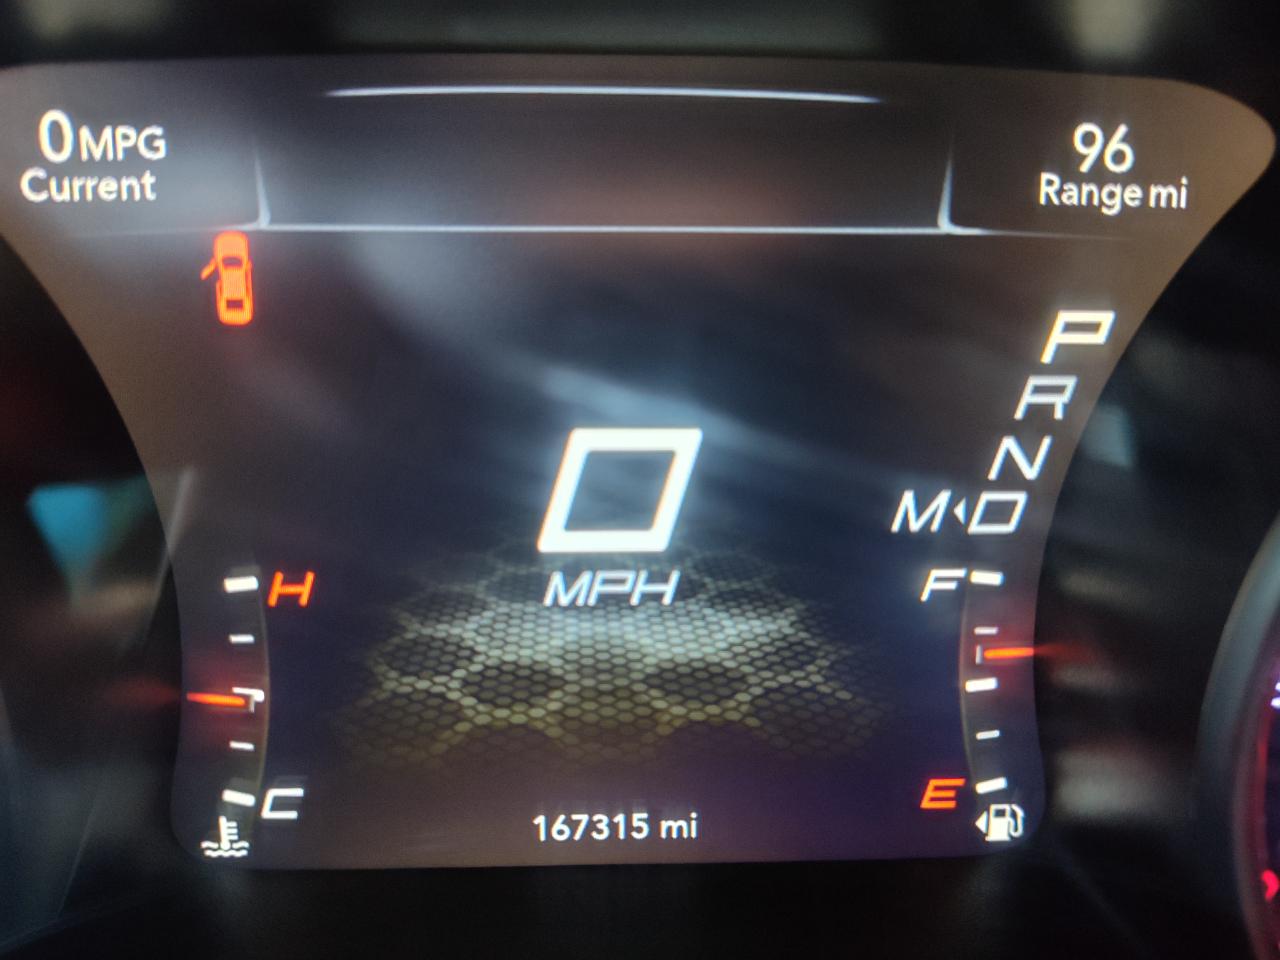 0 MPG
Current
96
Range mi
P
R
N
M D
0
MPH
H
F
C
E
167315 mi